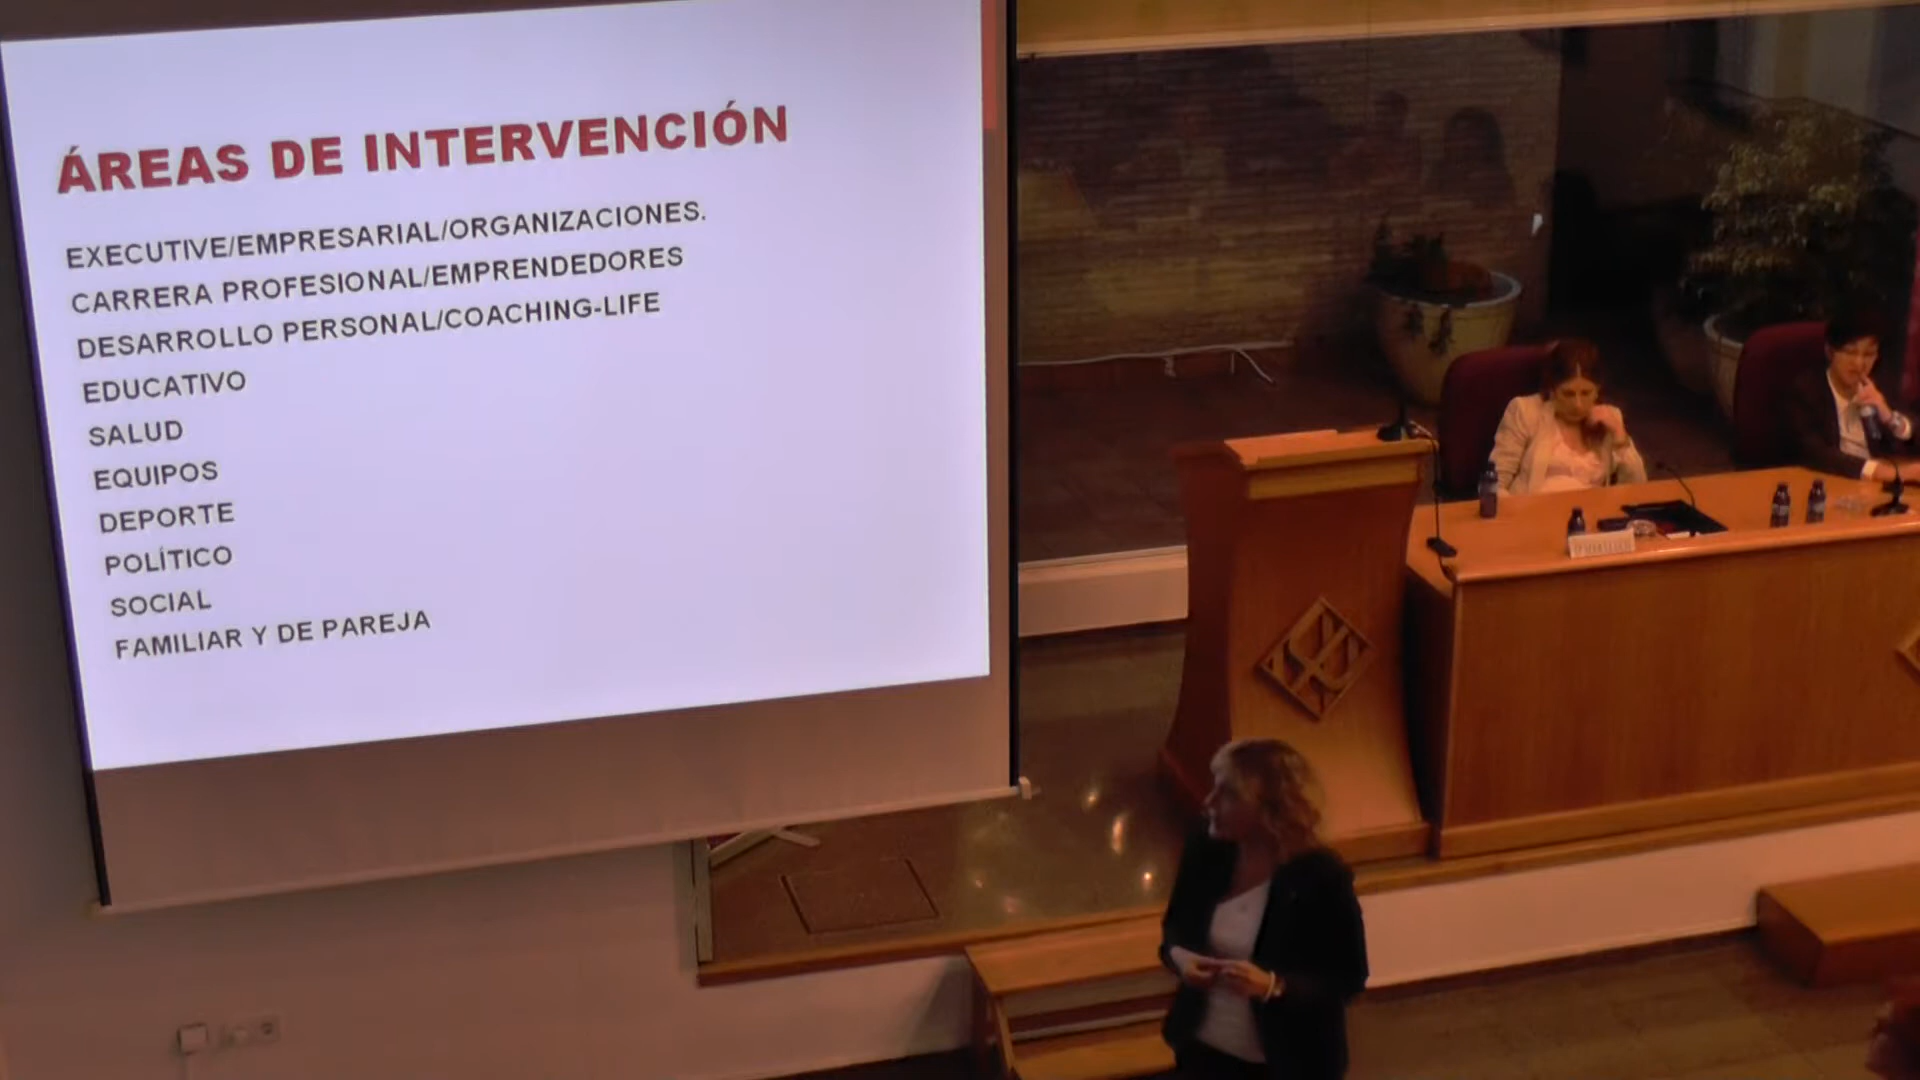 ÁREAS DE INTERVENCIÓN
EXECUTIVE/EMPRESARIAL/ORGANIZACIONES.
CARRERA PROFESIONAL/EMPRENDEDORES
DESARROLLO PERSONAL/COACHING-LIFE
EDUCATIVO
SALUD
EQUIPOS
DEPORTE
POLÍTICO
SOCIAL
FAMILIAR Y DE PAREJA